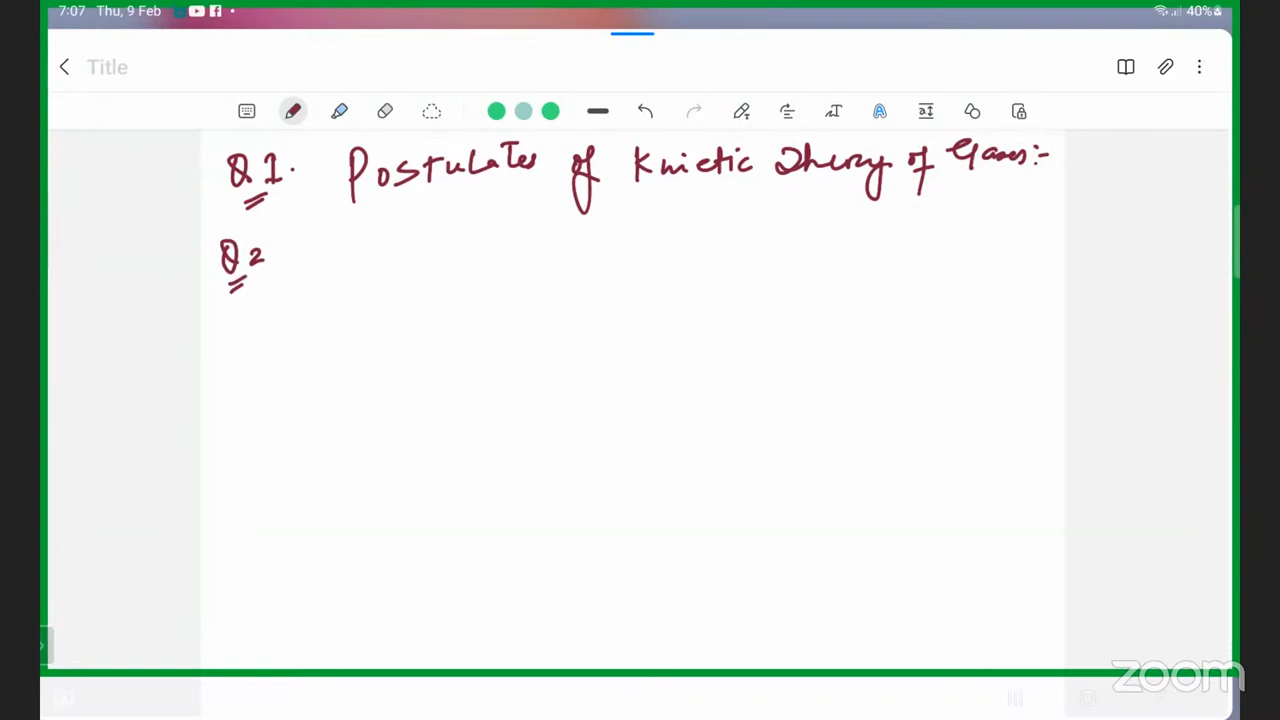 7:07 Thu, 9 Feb 40%
Title
Q1. Postulates of Kinetic Theory of Gases:-
Q2
zoom